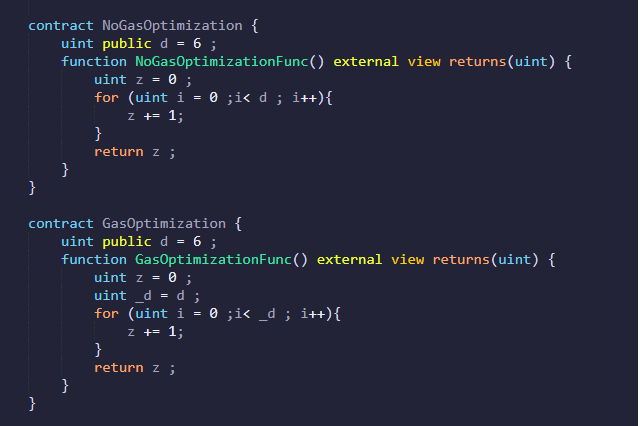 contract NoGasOptimization {
    uint public d = 6 ;
    function NoGasOptimizationFunc() external view returns(uint) {
        uint z = 0 ;
        for (uint i = 0 ;i< d ; i++){
            z += 1;
        }
        return z ;
    }
}

contract GasOptimization {
    uint public d = 6 ;
    function GasOptimizationFunc() external view returns(uint) {
        uint z = 0 ;
        uint _d = d ;
        for (uint i = 0 ;i< _d ; i++){
            z += 1;
        }
        return z ;
    }
}